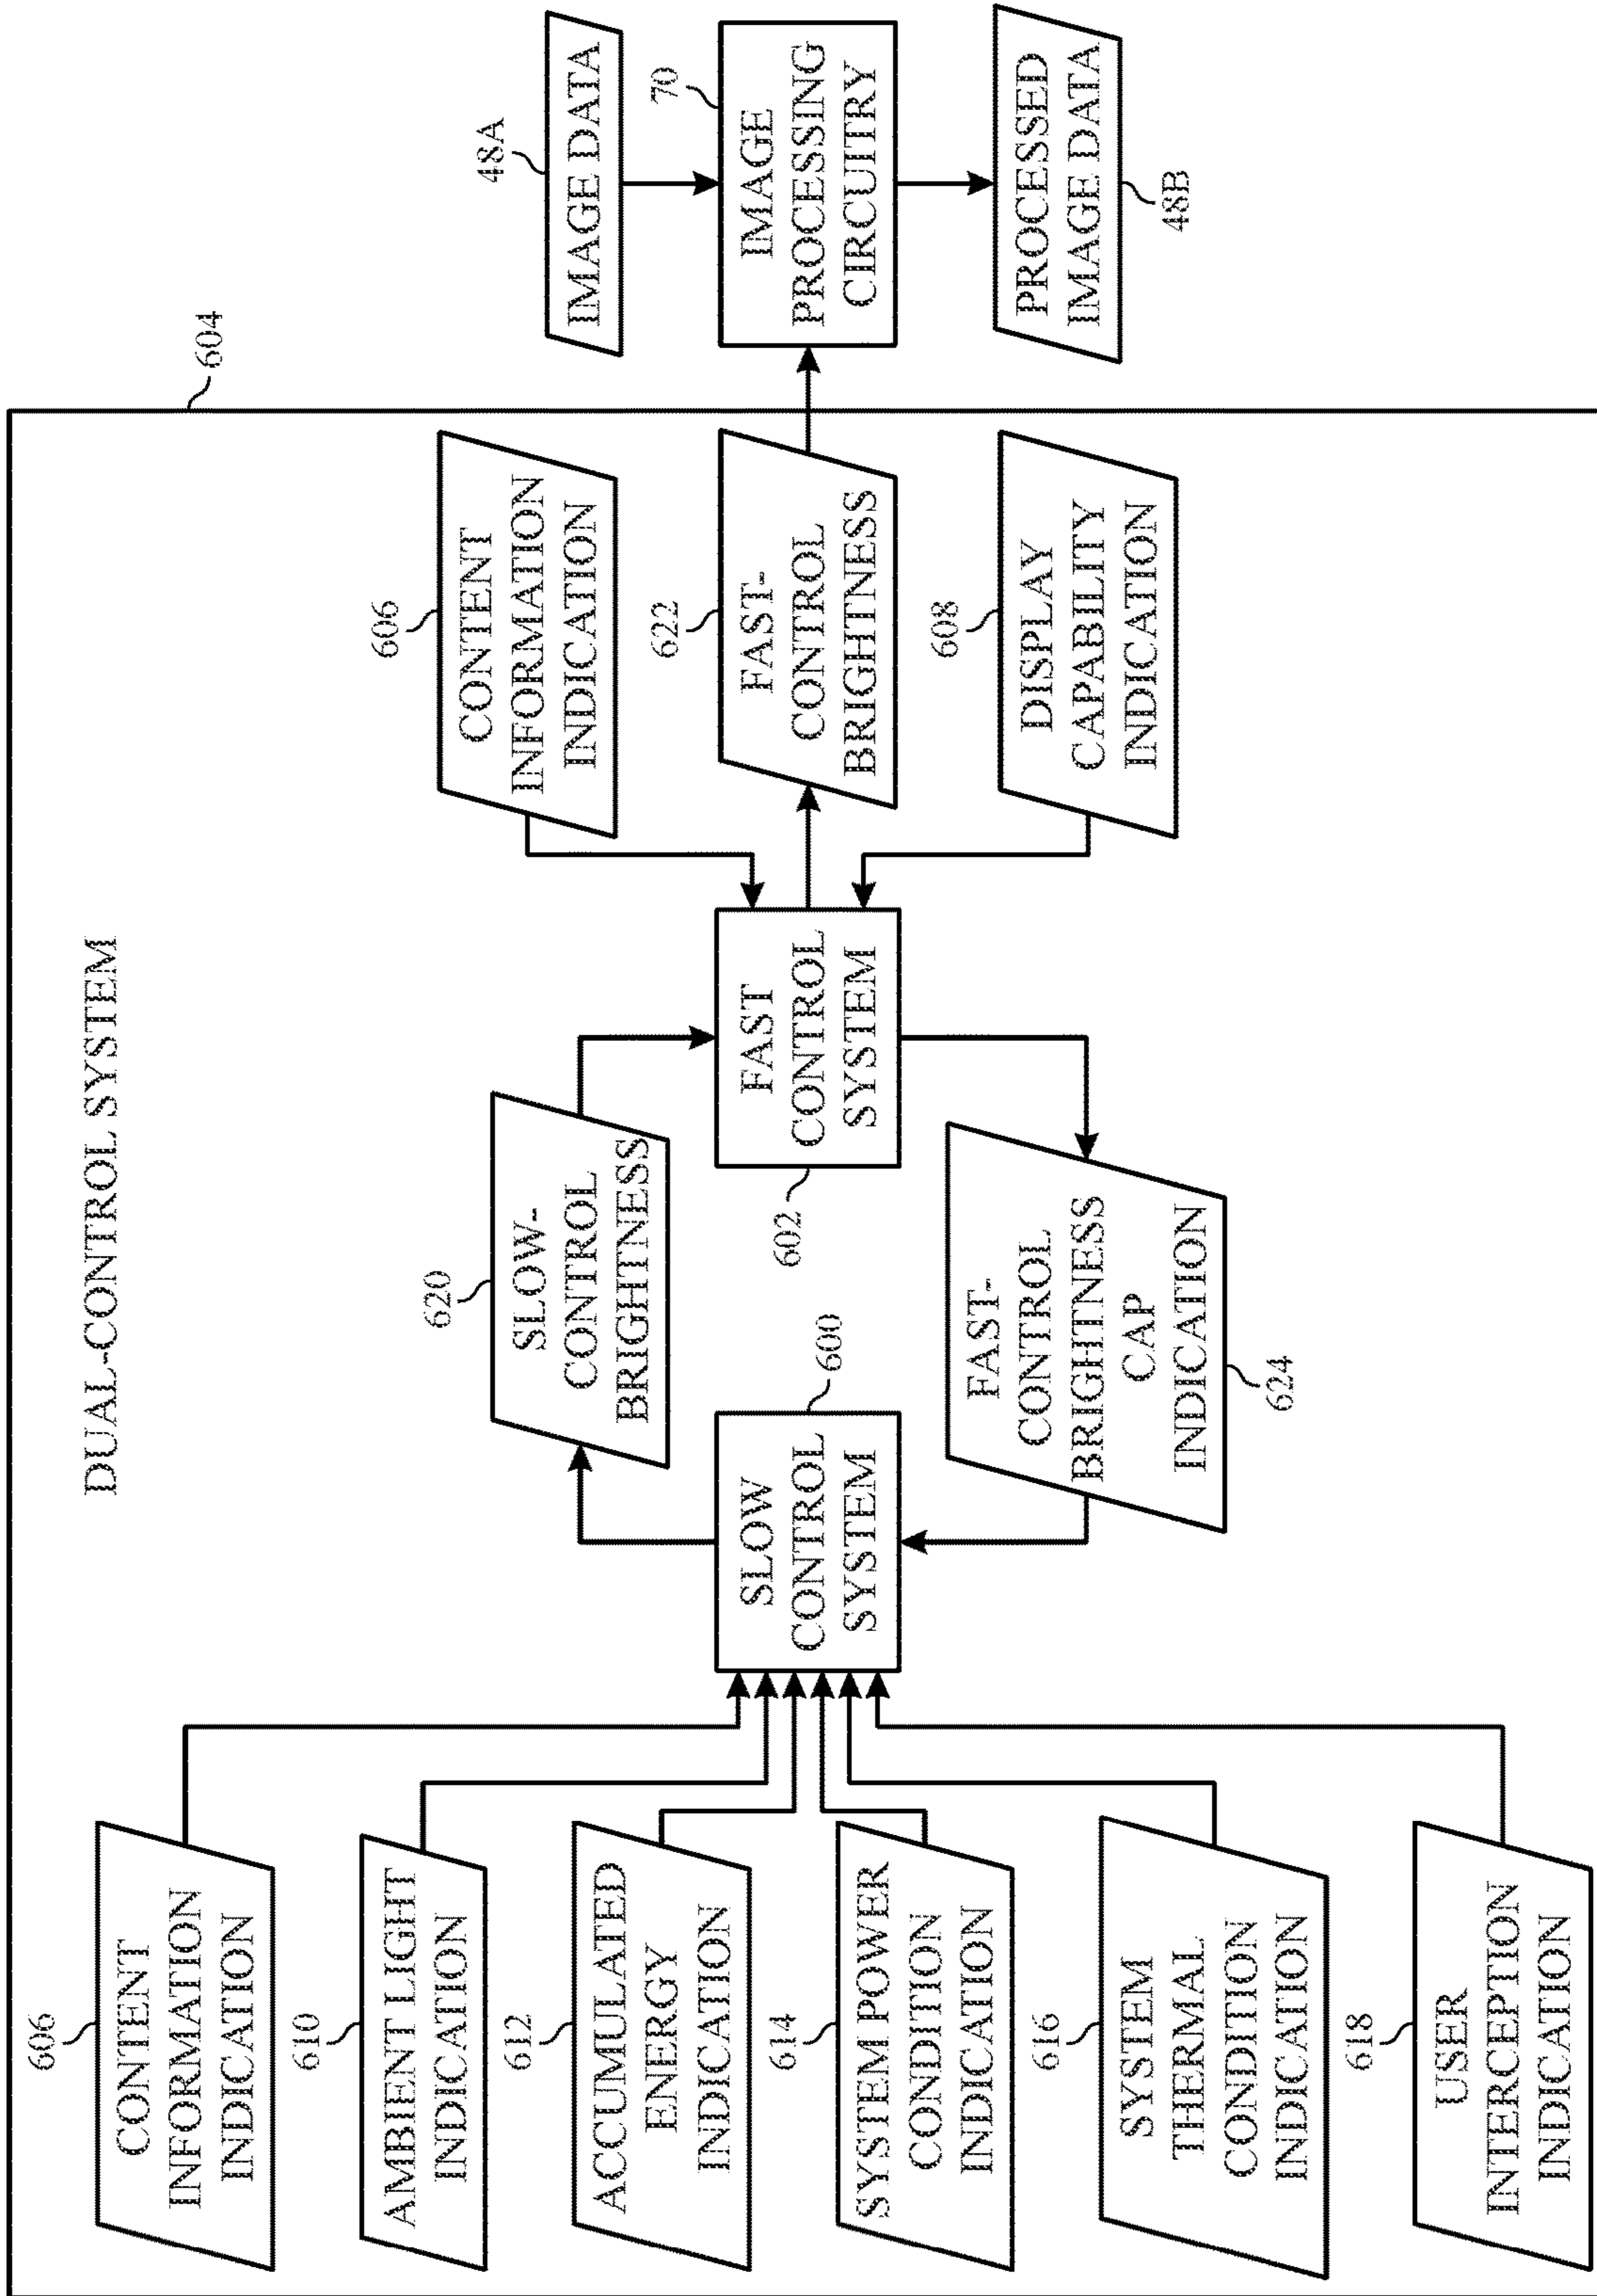 DUAL-CONTROL SYSTEM
604
606
CONTENT
INFORMATION
INDICATION
610
AMBIENT LIGHT
INDICATION
612
ACCUMULATED
ENERGY
INDICATION
614
SYSTEM POWER
CONDITION
INDICATION
616
SYSTEM
THERMAL
CONDITION
INDICATION
618
USER
INTERCEPTION
INDICATION
SLOW
CONTROL
SYSTEM
600
620
SLOW-
CONTROL
BRIGHTNESS
FAST-
CONTROL
BRIGHTNESS
CAP
INDICATION
624
FAST
CONTROL
SYSTEM
602
606
CONTENT
INFORMATION
INDICATION
622
FAST-
CONTROL
BRIGHTNESS
608
DISPLAY
CAPABILITY
INDICATION
48A
IMAGE DATA
70
IMAGE
PROCESSING
CIRCUITRY
PROCESSED
IMAGE DATA
48B